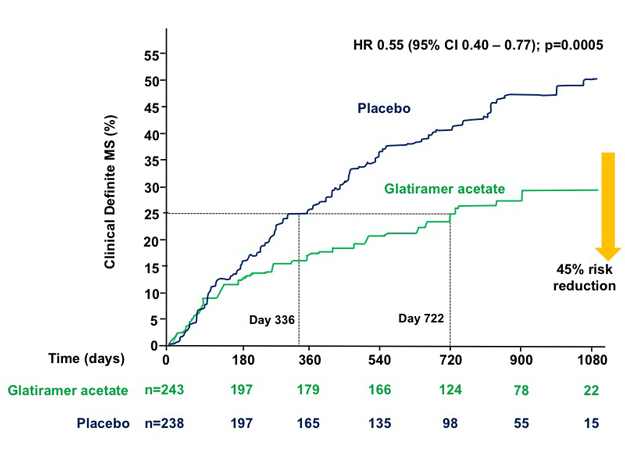 HR 0.55 (95% CI 0.40 – 0.77); p=0.0005
Clinical Definite MS (%)
55
50
45
40
35
30
25
20
15
10
5
0
Placebo
Glatiramer acetate
45% risk
reduction
Day 336
Day 722
Time (days) 0 180 360 540 720 900 1080
Glatiramer acetate n=243 197 179 166 124 78 22
Placebo n=238 197 165 135 98 55 15